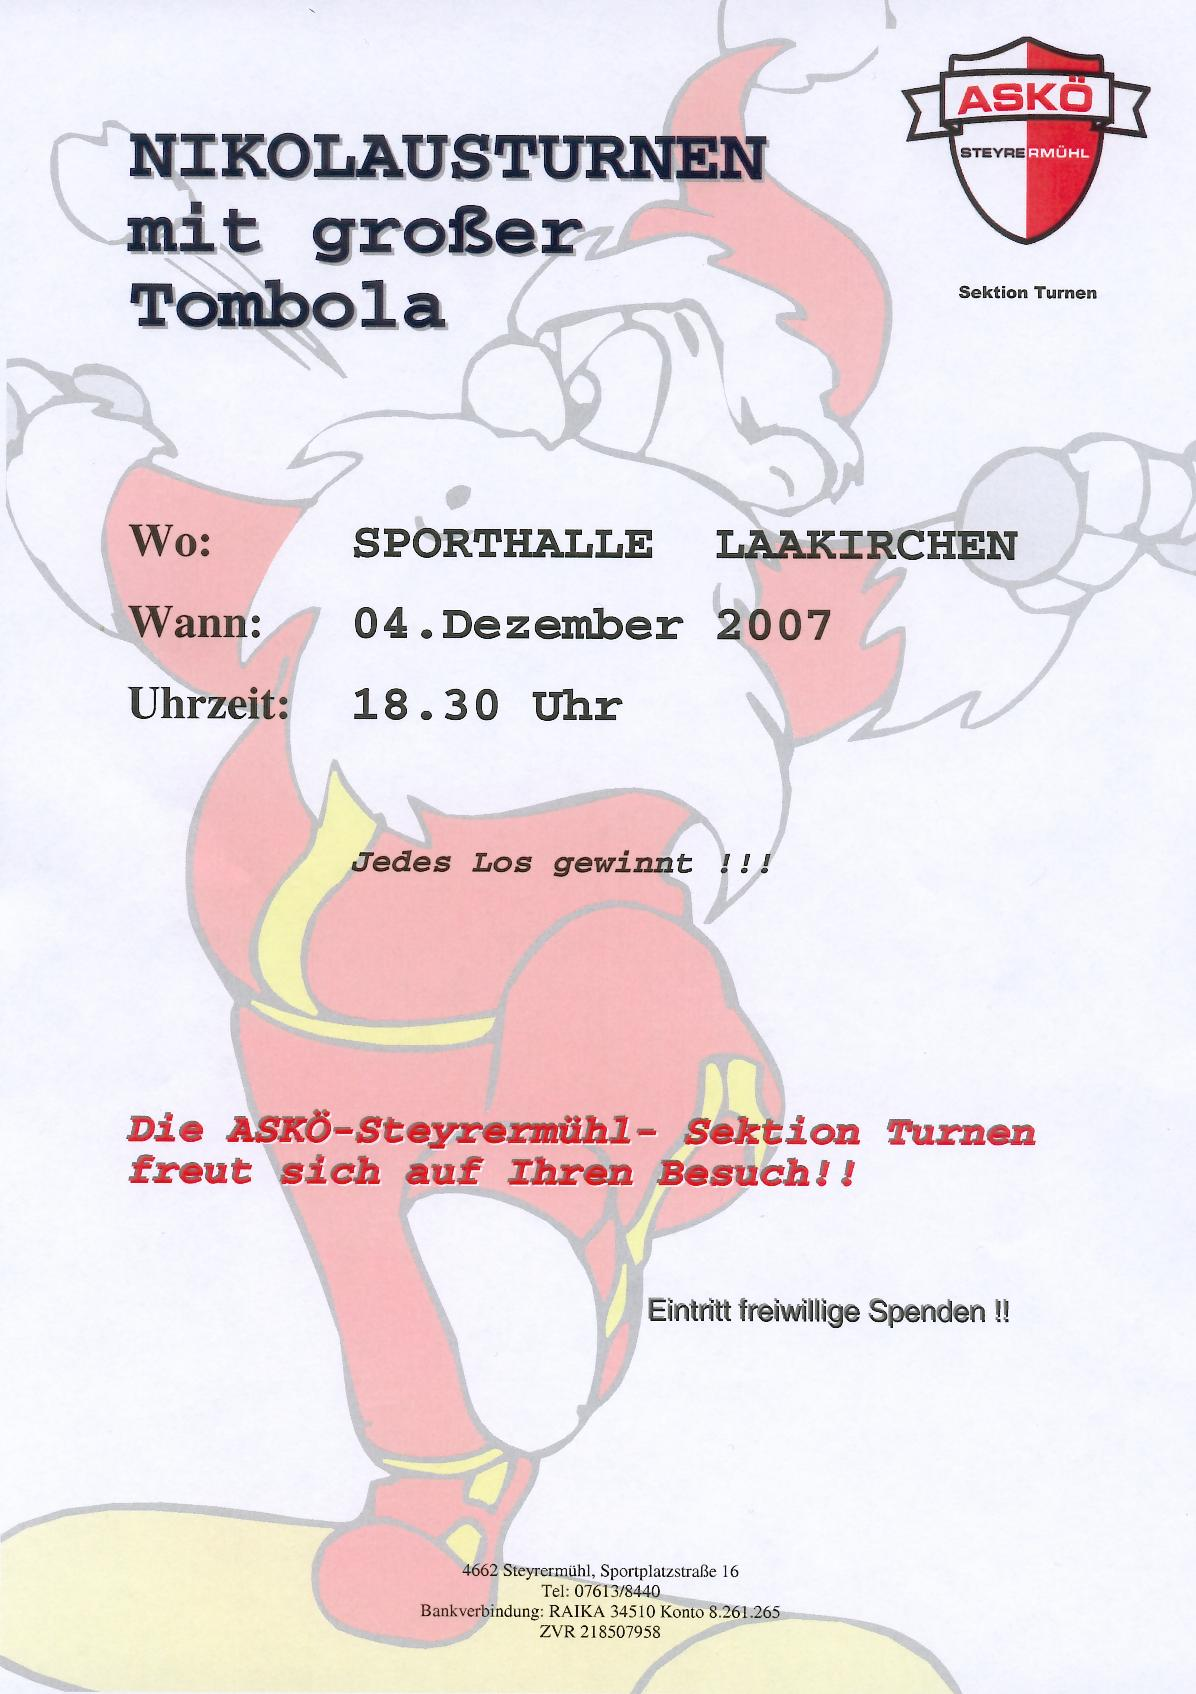 ASKÖ
STEYRERMÜHL
Sektion Turnen
NIKOLAUSTURNEN
mit großer
Tombola
Wo: SPORTHALLE LAAKIRCHEN
Wann: 04.Dezember 2007
Uhrzeit: 18.30 Uhr
Jedes Los gewinnt !!!
Die ASKÖ-Steyrermühl- Sektion Turnen
freut sich auf Ihren Besuch!!
Eintritt freiwillige Spenden !!
4662 Steyrermühl, Sportplatzstraße 16
Tel: 07613/8440
Bankverbindung: RAIKA 34510 Konto 8.261.265
ZVR 218507958